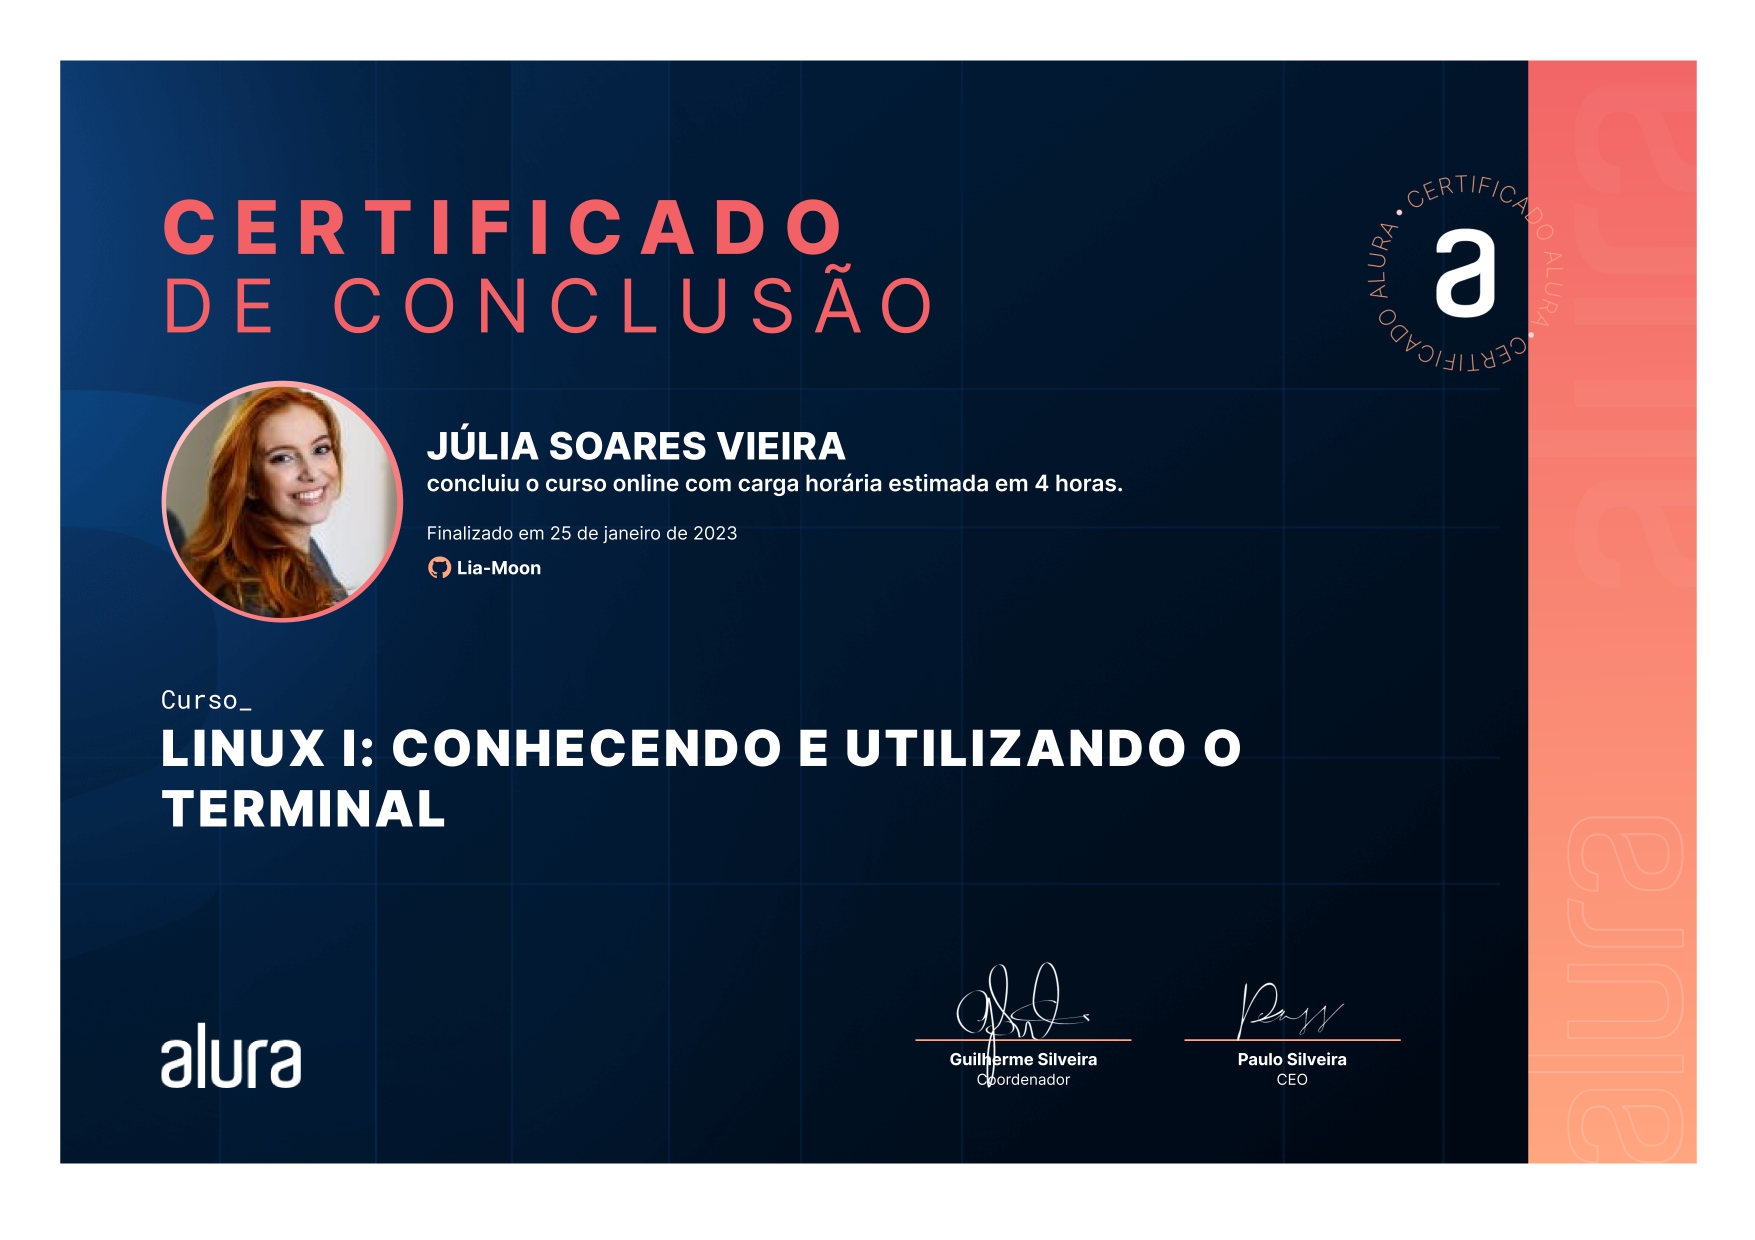 CERTIFICADO
DE CONCLUSÃO
CERTIFICADO ALURA • CERTIFICADO ALURA •
a
JÚLIA SOARES VIEIRA
concluiu o curso online com carga horária estimada em 4 horas.
Finalizado em 25 de janeiro de 2023
Lia-Moon
Curso_
LINUX I: CONHECENDO E UTILIZANDO O
TERMINAL
alura
Guilherme Silveira
Coordenador
Paulo Silveira
CEO
alura
alura